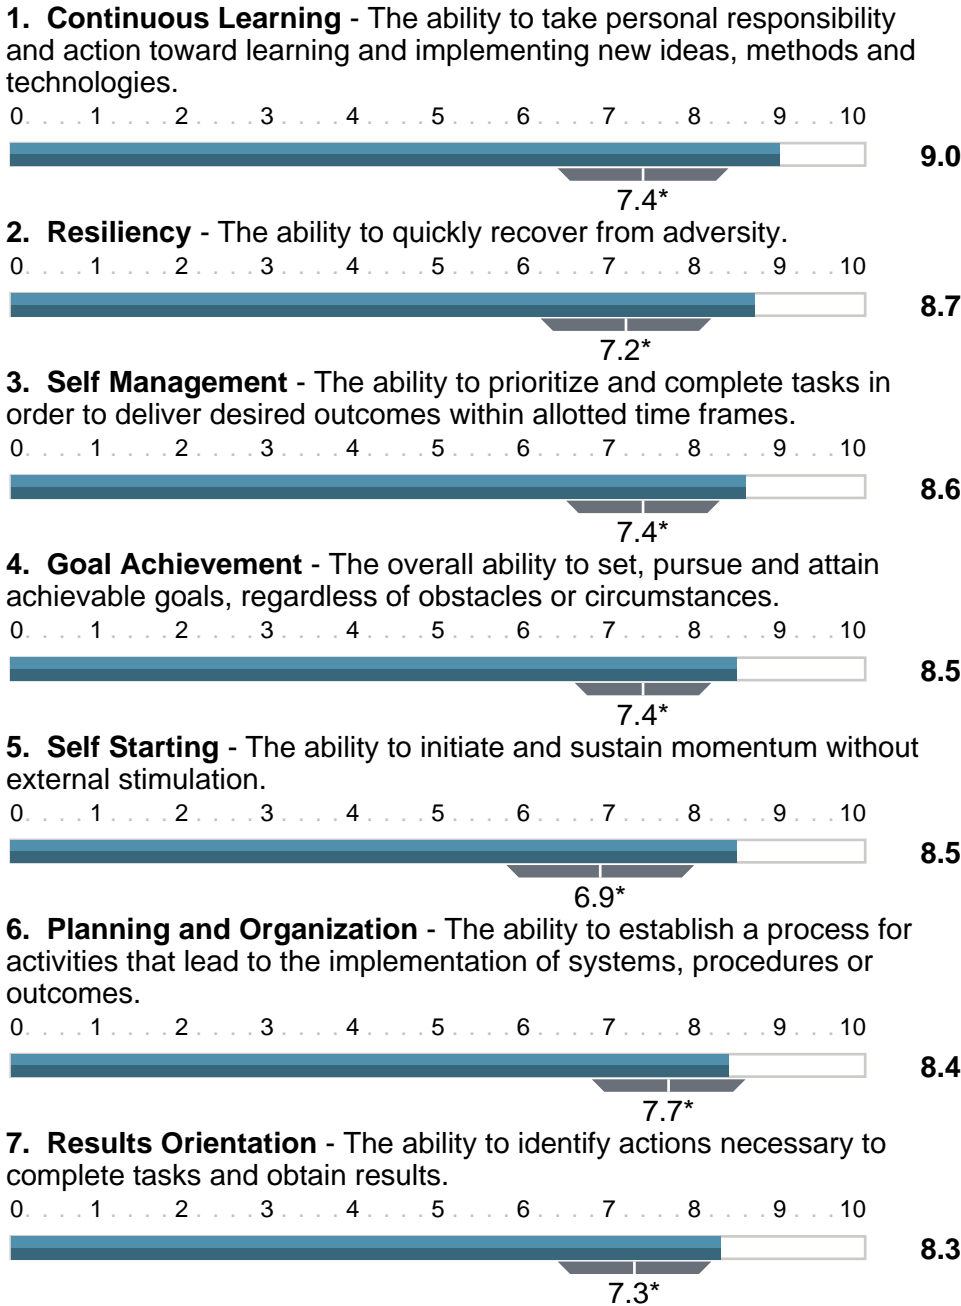 1. Continuous Learning - The ability to take personal responsibility
and action toward learning and implementing new ideas, methods and
technologies.
0. . . . 1 . . . . 2 . . . . 3 . . . . 4 . . . . 5 . . . . 6 . . . . 7 . . . . 8 . . . . 9 . . . 10
9.0
7.4*
2. Resiliency - The ability to quickly recover from adversity.
0. . . . 1 . . . . 2 . . . . 3 . . . . 4 . . . . 5 . . . . 6 . . . . 7 . . . . 8 . . . . 9 . . . 10
8.7
7.2*
3. Self Management - The ability to prioritize and complete tasks in
order to deliver desired outcomes within allotted time frames.
0. . . . 1 . . . . 2 . . . . 3 . . . . 4 . . . . 5 . . . . 6 . . . . 7 . . . . 8 . . . . 9 . . . 10
8.6
7.4*
4. Goal Achievement - The overall ability to set, pursue and attain
achievable goals, regardless of obstacles or circumstances.
0. . . . 1 . . . . 2 . . . . 3 . . . . 4 . . . . 5 . . . . 6 . . . . 7 . . . . 8 . . . . 9 . . . 10
8.5
7.4*
5. Self Starting - The ability to initiate and sustain momentum without
external stimulation.
0. . . . 1 . . . . 2 . . . . 3 . . . . 4 . . . . 5 . . . . 6 . . . . 7 . . . . 8 . . . . 9 . . . 10
8.5
6.9*
6. Planning and Organization - The ability to establish a process for
activities that lead to the implementation of systems, procedures or
outcomes.
0. . . . 1 . . . . 2 . . . . 3 . . . . 4 . . . . 5 . . . . 6 . . . . 7 . . . . 8 . . . . 9 . . . 10
8.4
7.7*
7. Results Orientation - The ability to identify actions necessary to
complete tasks and obtain results.
0. . . . 1 . . . . 2 . . . . 3 . . . . 4 . . . . 5 . . . . 6 . . . . 7 . . . . 8 . . . . 9 . . . 10
8.3
7.3*